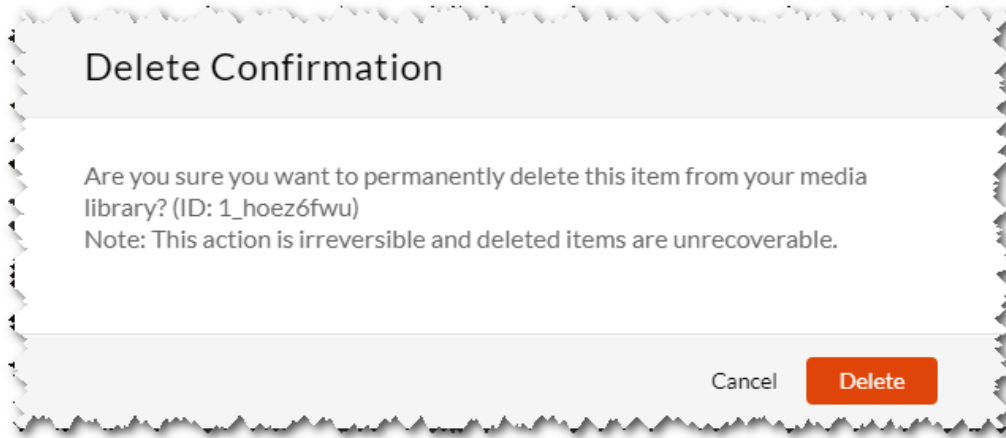 Delete Confirmation
Are you sure you want to permanently delete this item from your media
library? (ID: 1_hoez6fwu)
Note: This action is irreversible and deleted items are unrecoverable.
Cancel
Delete